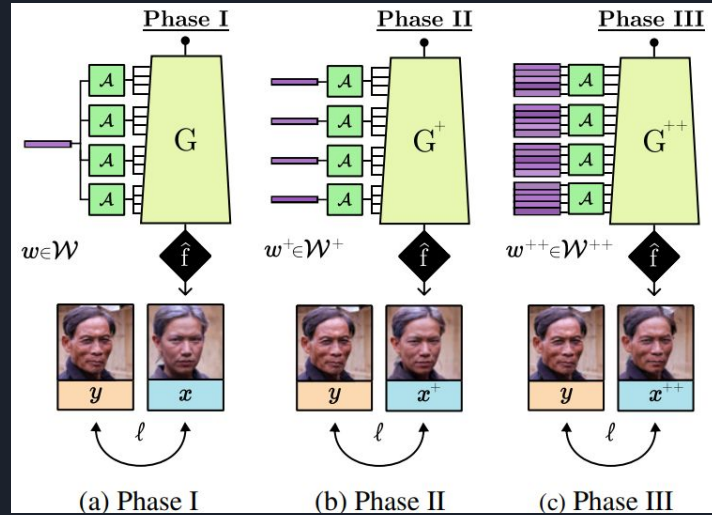 Phase I
Phase II
Phase III
𝒜
𝒜
𝒜
𝒜
G
𝒜
𝒜
𝒜
𝒜
G⁺
𝒜
𝒜
𝒜
𝒜
G⁺⁺
w∈𝒲
f̂
w⁺∈𝒲⁺
f̂
w⁺⁺∈𝒲⁺⁺
f̂
y
x
y
x⁺
y
x⁺⁺
ℓ
ℓ
ℓ
(a) Phase I
(b) Phase II
(c) Phase III